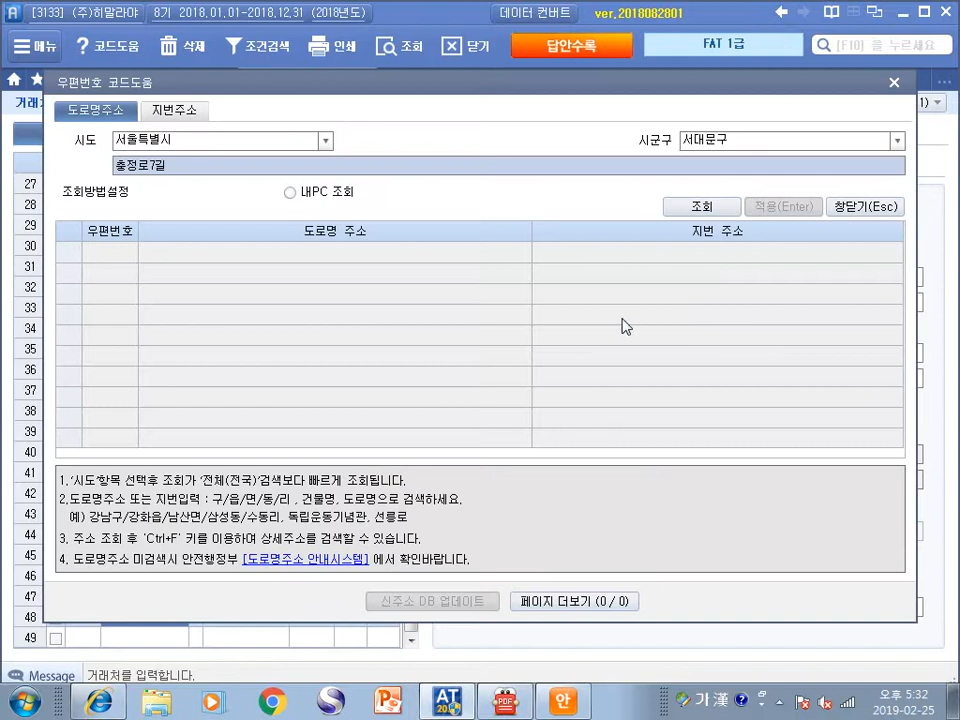 [3133] (주)히말라야 8기 2018.01.01-2018.12.31 (2018년도) 데이터 컨버트 ver.2018082801
메뉴 코드도움 삭제 조건검색 인쇄 조회 닫기 답안수록 FAT 1급 [F10] 을 누르세요
우편번호 코드도움
도로명주소 지번주소
시도 서울특별시 시군구 서대문구
충정로7길
조회방법설정 내PC 조회
조회 적용(Enter) 창닫기(Esc)
우편번호 도로명 주소 지번 주소
27
28
29
30
31
32
33
34
35
36
37
38
39
40
41
42
43
44
45
46
47
48
49
1.'시도'항목 선택후 조회가 '전체(전국)'검색보다 빠르게 조회됩니다.
2.도로명주소 또는 지번입력 : 구/읍/면/동/리 , 건물명, 도로명으로 검색하세요.
예) 강남구/강화읍/남산면/삼성동/수동리, 독립운동기념관, 선릉로
3. 주소 조회 후 'Ctrl+F' 키를 이용하며 상세주소를 검색할 수 있습니다.
4. 도로명주소 미검색시 안전행정부 [도로명주소 안내시스템] 에서 확인바랍니다.
신주소 DB 업데이트 페이지 더보기 (0 / 0)
Message 거래처를 입력합니다.
AT PDF 안 가 漢 오후 5:32
2019-02-25